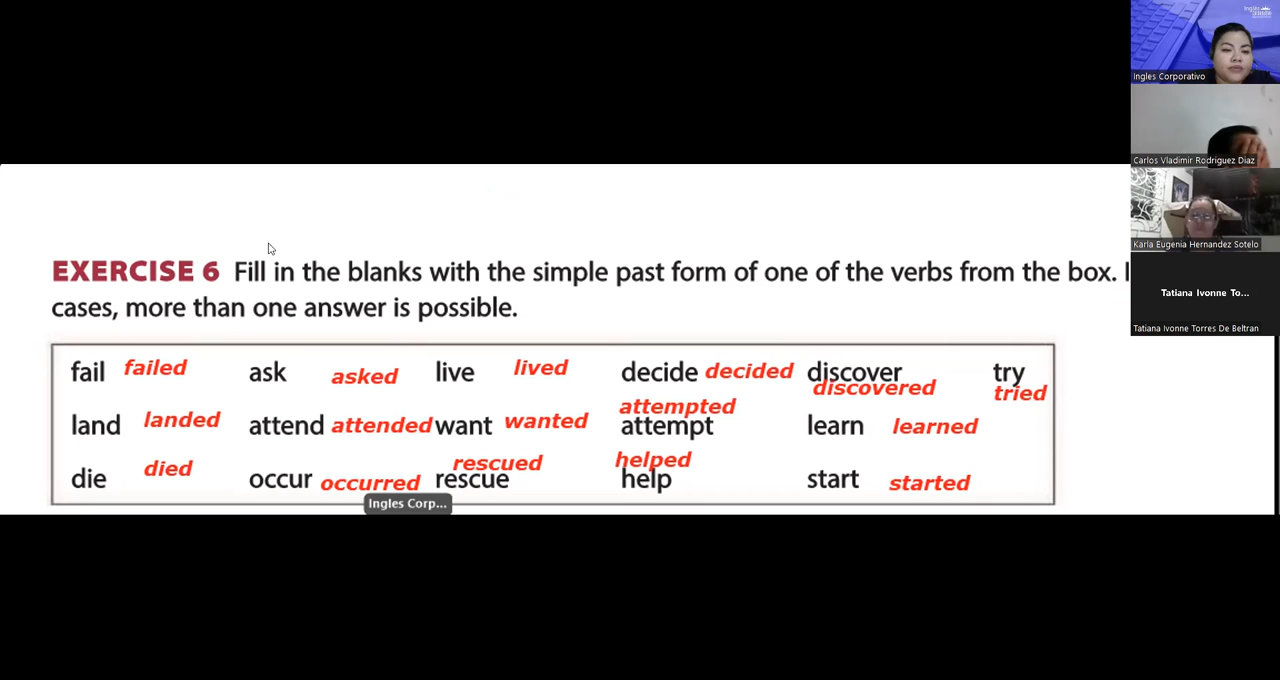 Ingles Corporativo
Carlos Vladimir Rodriguez Diaz
Karla Eugenia Hernandez Sotelo
Tatiana Ivonne To...
Tatiana Ivonne Torres De Beltran
EXERCISE 6 Fill in the blanks with the simple past form of one of the verbs from the box. I
cases, more than one answer is possible.
fail failed ask asked live lived decide decided discover discovered try tried
land landed attend attended want wanted attempt attempted learn learned
die died occur occurred rescue rescued help helped start started
Ingles Corp...